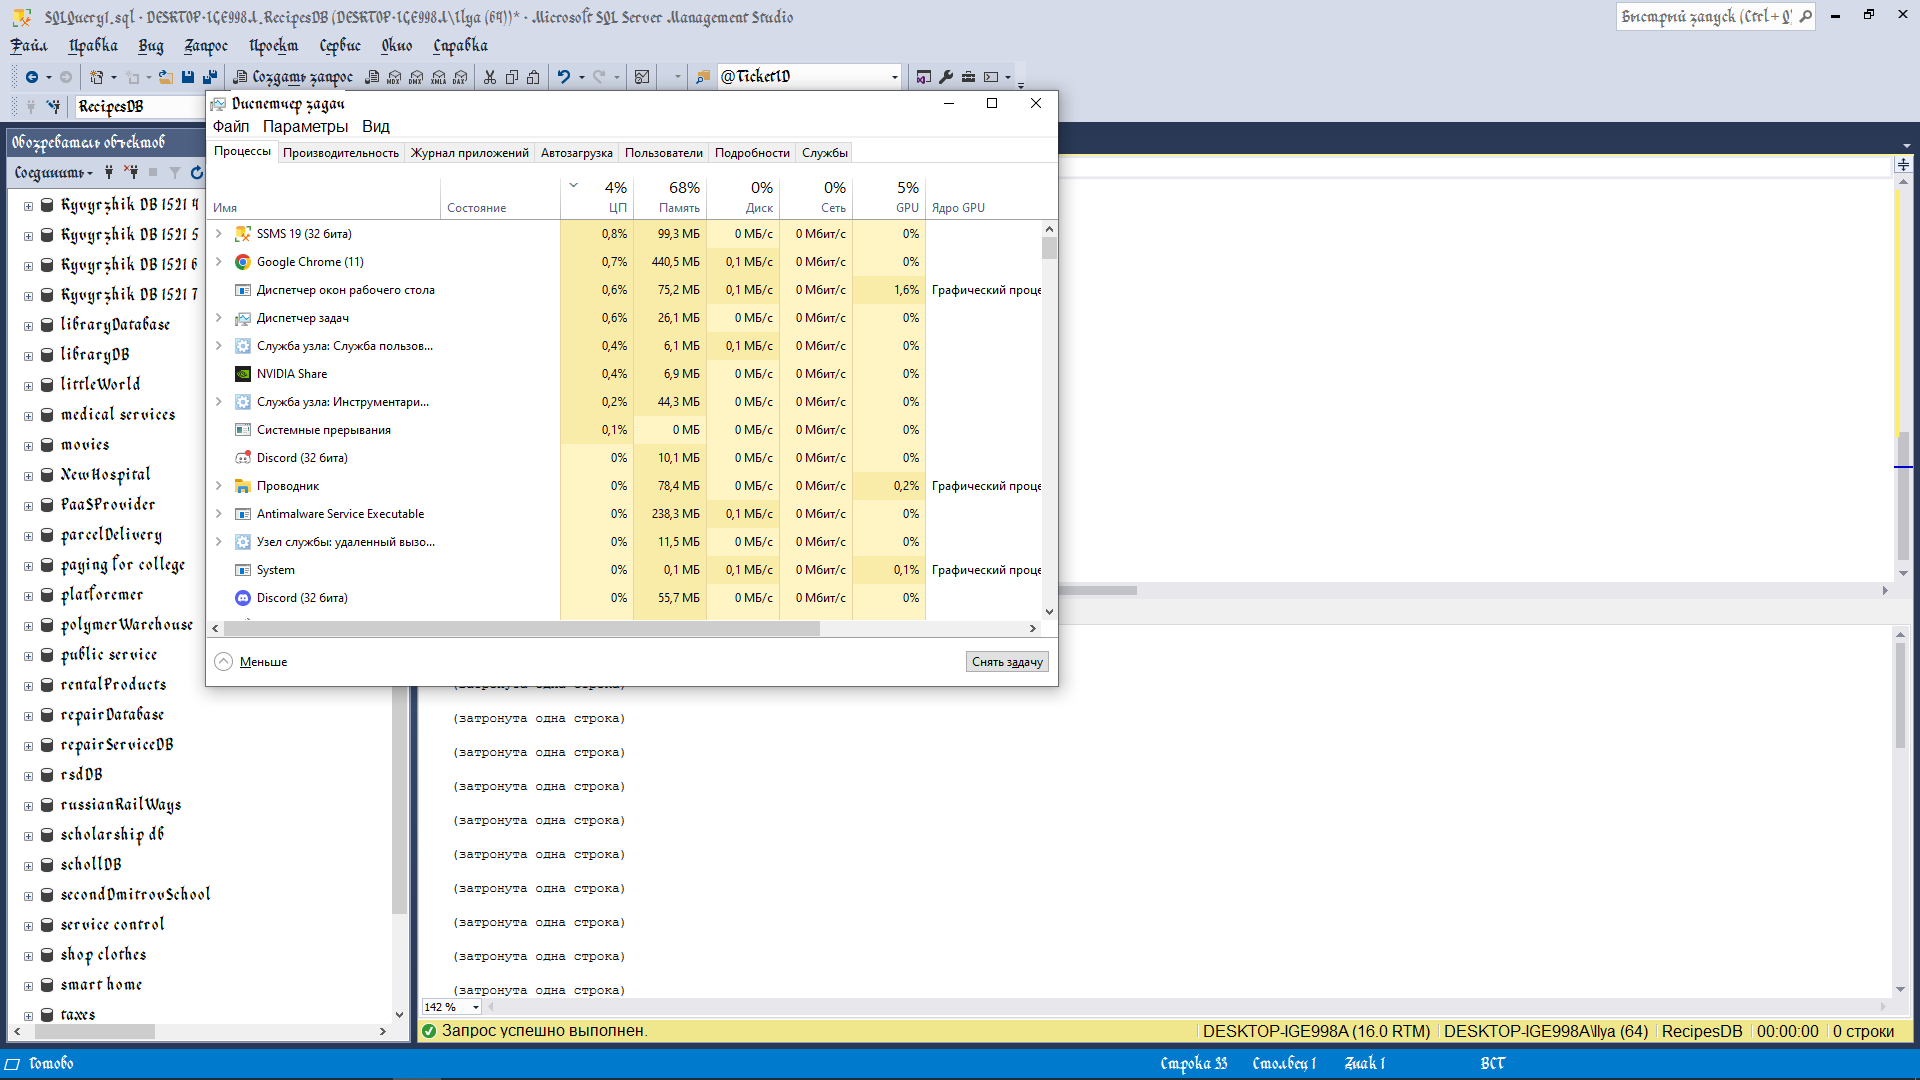 SQLQuery1.sql - DESKTOP-IGE998A.RecipesDB (DESKTOP-IGE998A\Ilya (64))* - Microsoft SQL Server Management Studio
Быстрый запуск (Ctrl+Q)
Файл Правка Вид Запрос Проект Сервис Окно Справка
Создать запрос
MDX DMX XMLA DAX
@TicketID
RecipesDB
Обозреватель объектов
Соединить
Kyvyrzhik DB 1521 4
Kyvyrzhik DB 1521 5
Kyvyrzhik DB 1521 6
Kyvyrzhik DB 1521 7
libraryDatabase
libraryDB
littleWorld
medical services
movies
NewHospital
PaaSProvider
parcelDelivery
paying for college
platforemer
polymerWarehouse
public service
rentalProducts
repairDatabase
repairServiceDB
rsdDB
russianRailWays
scholarship db
schollDB
secondDmitrovSchool
service control
shop clothes
smart home
taxes
Диспетчер задач
Файл Параметры Вид
Процессы Производительность Журнал приложений Автозагрузка Пользователи Подробности Службы
4% 68% 0% 0% 5%
Имя Состояние ЦП Память Диск Сеть GPU Ядро GPU
SSMS 19 (32 бита) 0,8% 99,3 МБ 0 МБ/с 0 Мбит/с 0%
Google Chrome (11) 0,7% 440,5 МБ 0,1 МБ/с 0 Мбит/с 0%
Диспетчер окон рабочего стола 0,6% 75,2 МБ 0,1 МБ/с 0 Мбит/с 1,6% Графический проце
Диспетчер задач 0,6% 26,1 МБ 0 МБ/с 0 Мбит/с 0%
Служба узла: Служба пользов... 0,4% 6,1 МБ 0,1 МБ/с 0 Мбит/с 0%
NVIDIA Share 0,4% 6,9 МБ 0 МБ/с 0 Мбит/с 0%
Служба узла: Инструментари... 0,2% 44,3 МБ 0 МБ/с 0 Мбит/с 0%
Системные прерывания 0,1% 0 МБ 0 МБ/с 0 Мбит/с 0%
Discord (32 бита) 0% 10,1 МБ 0 МБ/с 0 Мбит/с 0%
Проводник 0% 78,4 МБ 0 МБ/с 0 Мбит/с 0,2% Графический проце
Antimalware Service Executable 0% 238,3 МБ 0,1 МБ/с 0 Мбит/с 0%
Узел службы: удаленный вызо... 0% 11,5 МБ 0 МБ/с 0 Мбит/с 0%
System 0% 0,1 МБ 0,1 МБ/с 0 Мбит/с 0,1% Графический проце
Discord (32 бита) 0% 55,7 МБ 0 МБ/с 0 Мбит/с 0%
Меньше
Снять задачу
(затронута одна строка)
(затронута одна строка)
(затронута одна строка)
(затронута одна строка)
(затронута одна строка)
(затронута одна строка)
(затронута одна строка)
(затронута одна строка)
(затронута одна строка)
(затронута одна строка)
142 %
Запрос успешно выполнен. DESKTOP-IGE998A (16.0 RTM) DESKTOP-IGE998A\Ilya (64) RecipesDB 00:00:00 0 строки
Готово Строка 33 Столбец 1 Знак 1 ВСТ